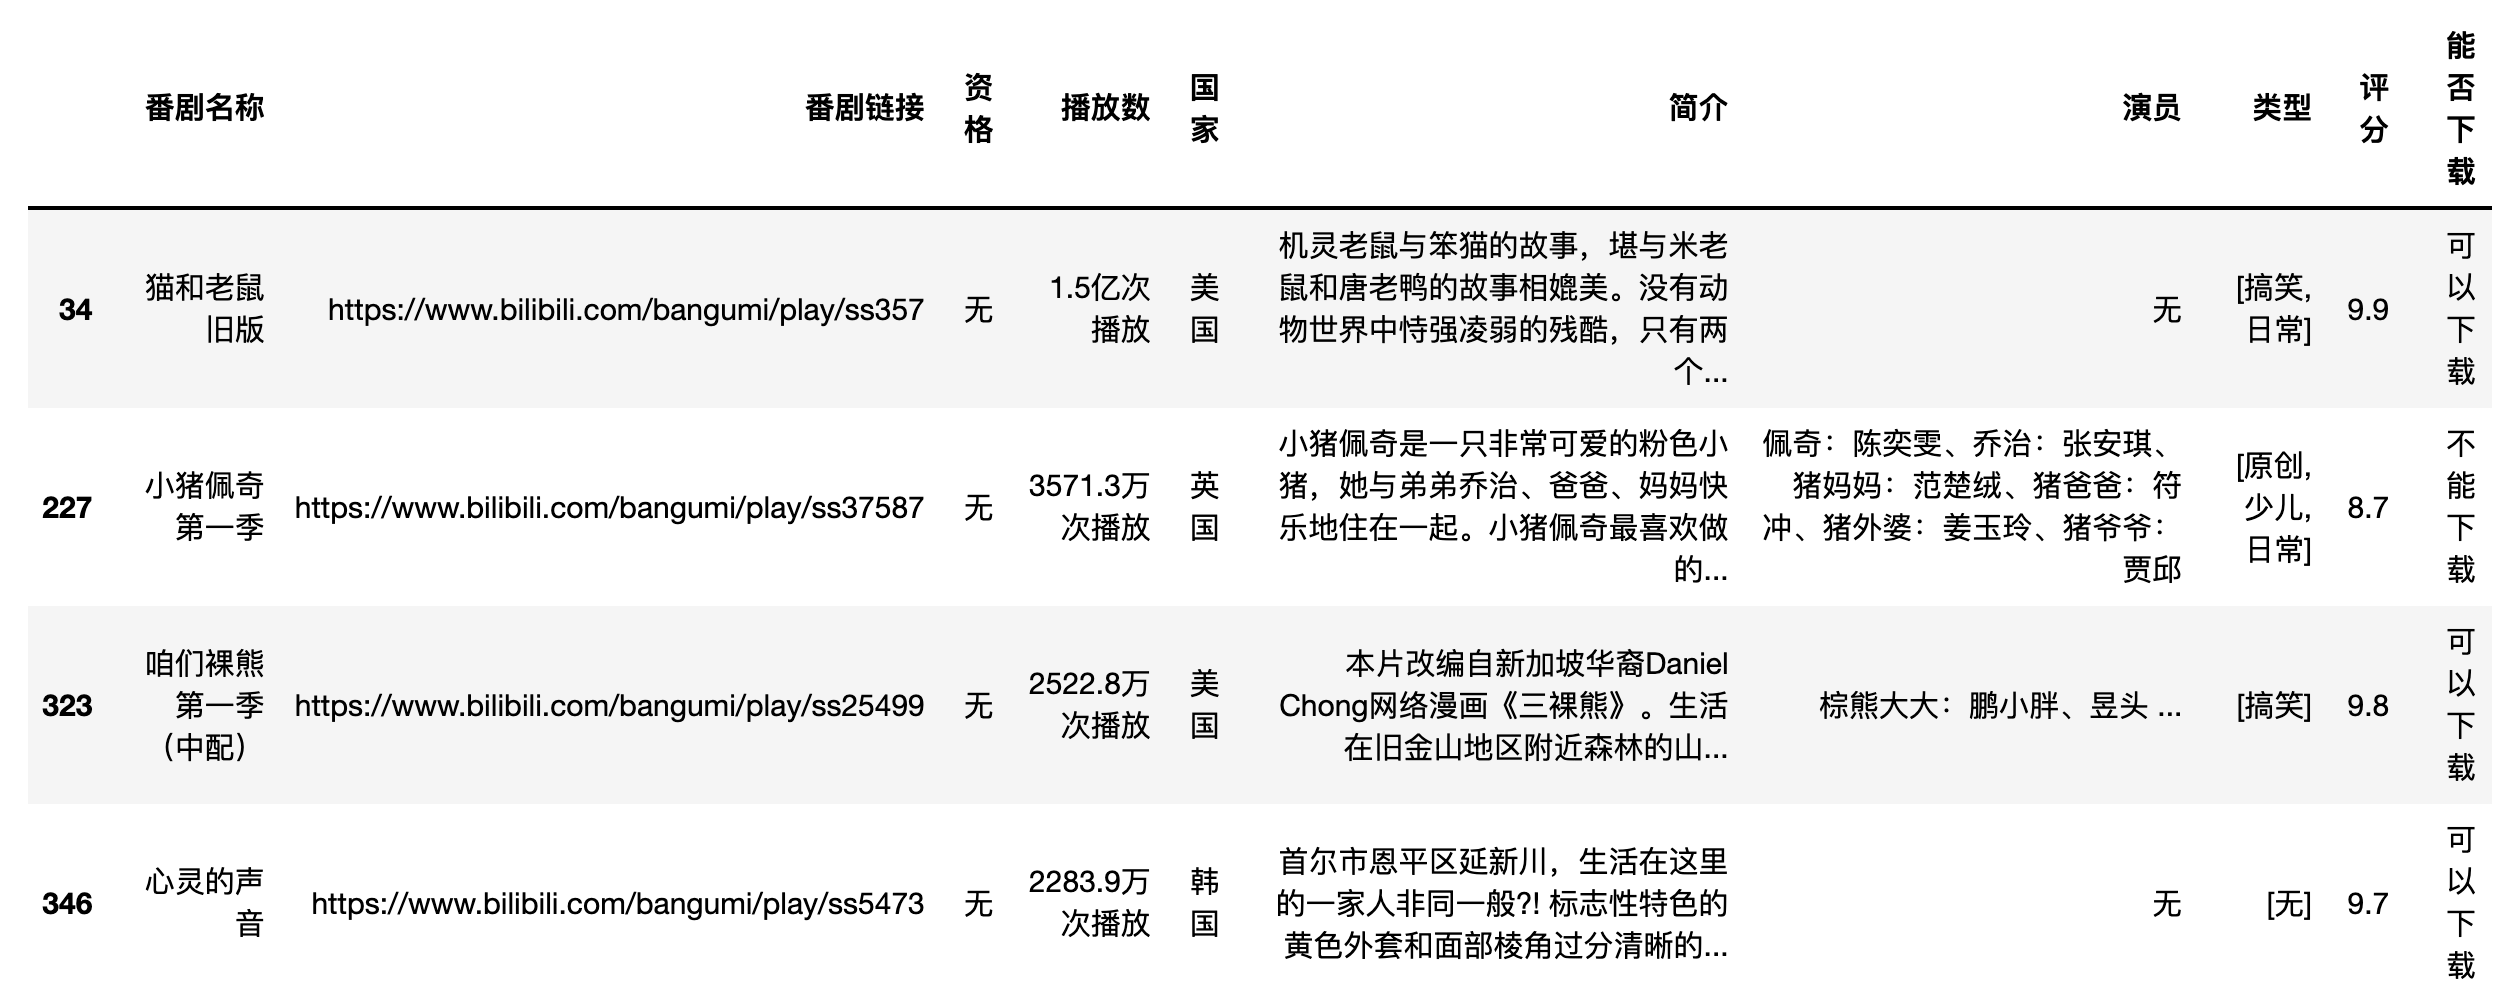 番剧名称 番剧链接 资格 播放数 国家 简介 演员 类型 评分 能否下载
34 猫和老鼠旧版 https://www.bilibili.com/bangumi/play/ss357 无 1.5亿次播放 美国 机灵老鼠与笨猫的故事，堪与米老鼠和唐老鸭的故事相媲美。没有动物世界中恃强凌弱的残酷，只有两个... 无 [搞笑, 日常] 9.9 可以下载
227 小猪佩奇第一季 https://www.bilibili.com/bangumi/play/ss37587 无 3571.3万次播放 英国 小猪佩奇是一只非常可爱的粉色小猪，她与弟弟乔治、爸爸、妈妈快乐地住在一起。小猪佩奇最喜欢做的... 佩奇：陈奕雯、乔治：张安琪、猪妈妈：范楚绒、猪爸爸：符冲、猪外婆：姜玉玲、猪爷爷：贾邱 [原创, 少儿, 日常] 8.7 不能下载
323 咱们裸熊第一季（中配） https://www.bilibili.com/bangumi/play/ss25499 无 2522.8万次播放 美国 本片改编自新加坡华裔Daniel Chong网络漫画《三裸熊》。生活在旧金山地区附近森林的山... 棕熊大大：鹏小胖、昱头 ... [搞笑] 9.8 可以下载
346 心灵的声音 https://www.bilibili.com/bangumi/play/ss5473 无 2283.9万次播放 韩国 首尔市恩平区延新川，生活在这里的一家人非同一般?! 标志性特色的黄色外套和面部棱角过分清晰的... 无 [无] 9.7 可以下载